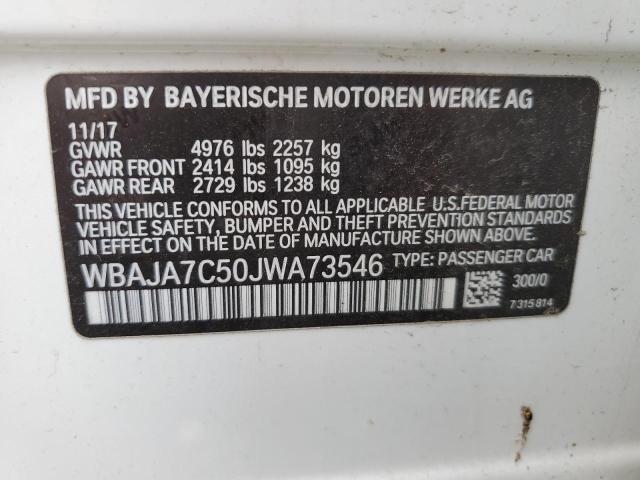 MFD BY BAYERISCHE MOTOREN WERKE AG
11/17
GVWR 4976 lbs 2257 kg
GAWR FRONT 2414 lbs 1095 kg
GAWR REAR 2729 lbs 1238 kg
THIS VEHICLE CONFORMS TO ALL APPLICABLE U.S.FEDERAL MOTOR
VEHICLE SAFETY, BUMPER AND THEFT PREVENTION STANDARDS
IN EFFECT ON THE DATE OF MANUFACTURE SHOWN ABOVE.
WBAJA7C50JWA73546 TYPE: PASSENGER CAR
300/0
7315814